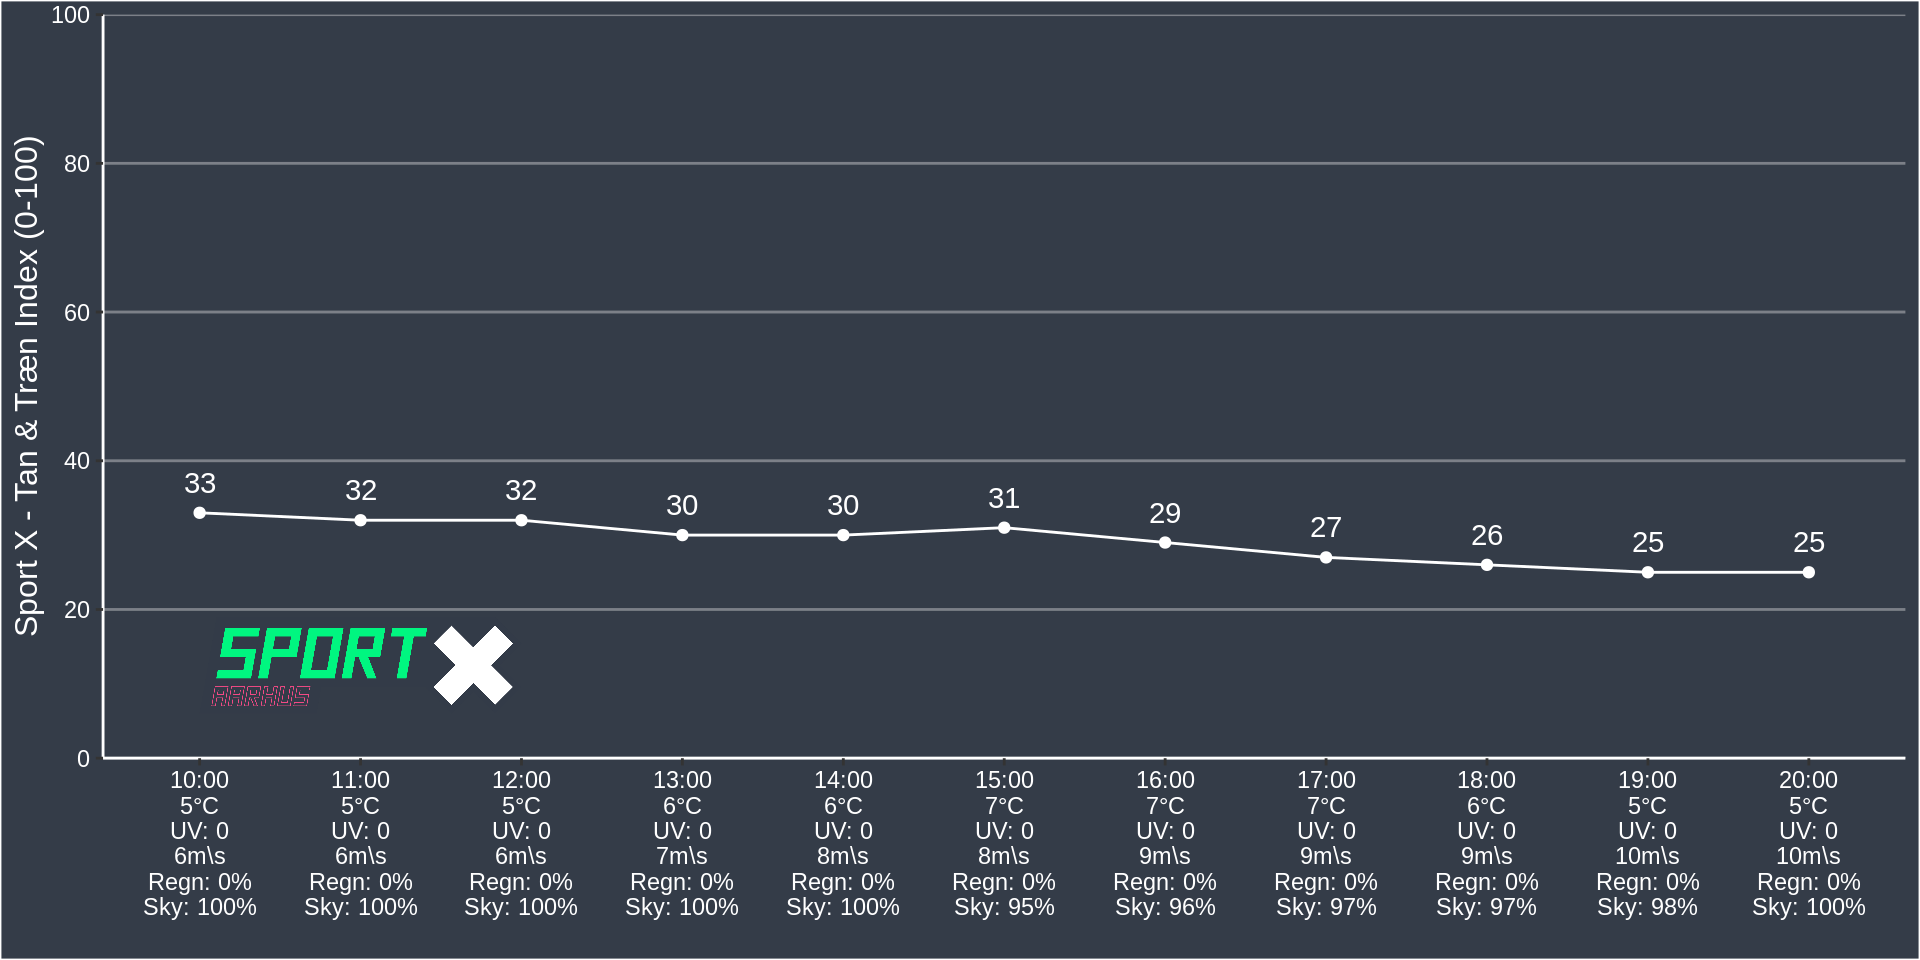 Sport X - Tan & Træn Index (0-100)
100
80
60
40
20
0
33
32
32
30
30
31
29
27
26
25
25
SPORT X
AARHUS
10:00 11:00 12:00 13:00 14:00 15:00 16:00 17:00 18:00 19:00 20:00
5°C 5°C 5°C 6°C 6°C 7°C 7°C 7°C 6°C 5°C 5°C
UV: 0 UV: 0 UV: 0 UV: 0 UV: 0 UV: 0 UV: 0 UV: 0 UV: 0 UV: 0 UV: 0
6m\s 6m\s 6m\s 7m\s 8m\s 8m\s 9m\s 9m\s 9m\s 10m\s 10m\s
Regn: 0% Regn: 0% Regn: 0% Regn: 0% Regn: 0% Regn: 0% Regn: 0% Regn: 0% Regn: 0% Regn: 0% Regn: 0%
Sky: 100% Sky: 100% Sky: 100% Sky: 100% Sky: 100% Sky: 95% Sky: 96% Sky: 97% Sky: 97% Sky: 98% Sky: 100%